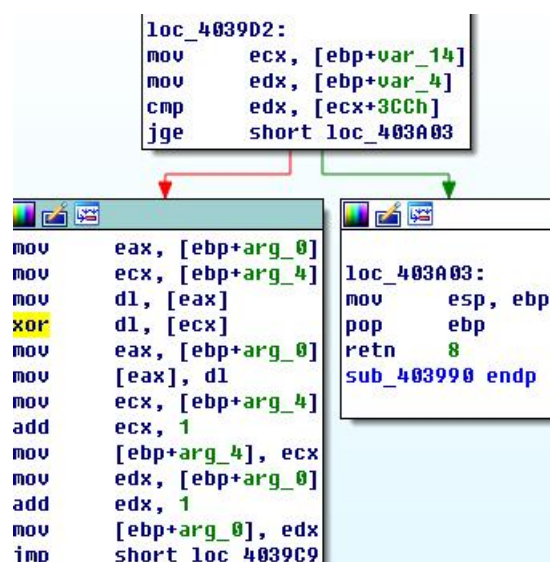 loc_4039D2:
mov ecx, [ebp+var_14]
mov edx, [ebp+var_4]
cmp edx, [ecx+3CCh]
jge short loc_403A03
mov eax, [ebp+arg_0]
mov ecx, [ebp+arg_4]
mov dl, [eax]
xor dl, [ecx]
mov eax, [ebp+arg_0]
mov [eax], dl
mov ecx, [ebp+arg_4]
add ecx, 1
mov [ebp+arg_4], ecx
mov edx, [ebp+arg_0]
add edx, 1
mov [ebp+arg_0], edx
jmp short loc_4039C9
loc_403A03:
mov esp, ebp
pop ebp
retn 8
sub_403990 endp